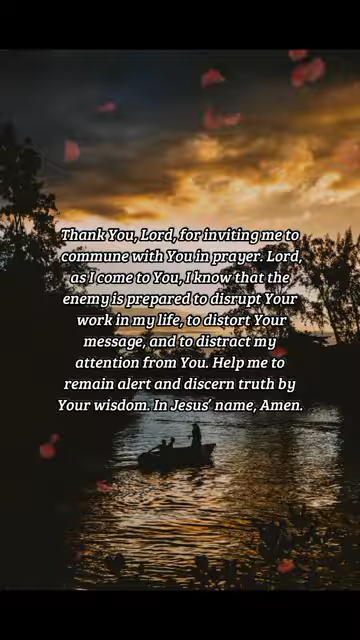 Thank You, Lord, for inviting me to
commune with You in prayer. Lord,
as I come to You, I know that the
enemy is prepared to disrupt Your
work in my life, to distort Your
message, and to distract my
attention from You. Help me to
remain alert and discern truth by
Your wisdom. In Jesus' name, Amen.